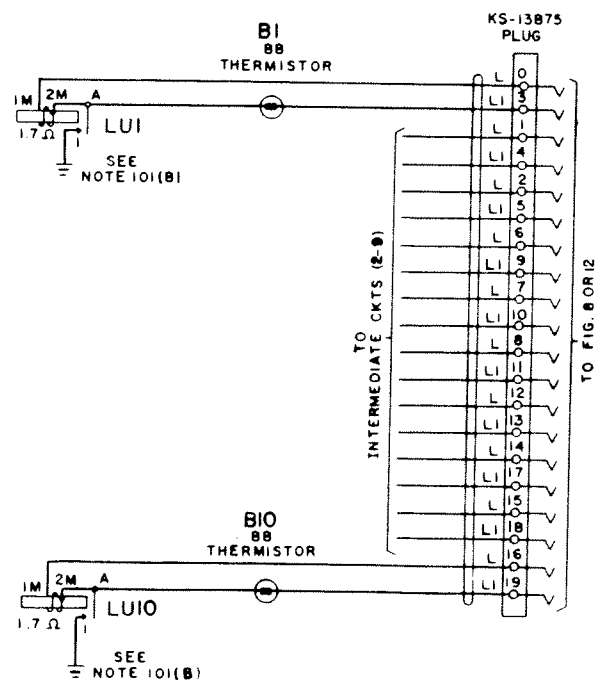 KS-13875
PLUG
B1
8B
THERMISTOR
1M
2M
A
1.7 Ω
1
LU1
SEE
NOTE 101(B)
L 0
L1 3
L 1
L1 4
L 2
L1 5
L 6
L1 9
L 7
L1 10
L 8
L1 11
L 12
L1 13
L 14
L1 17
L 15
L1 18
L 16
L1 19
TO
INTERMEDIATE CKTS (2-9)
TO FIG. 8 OR 12
B10
8B
THERMISTOR
1M
2M
A
1.7 Ω
1
LU10
SEE
NOTE 101(B)